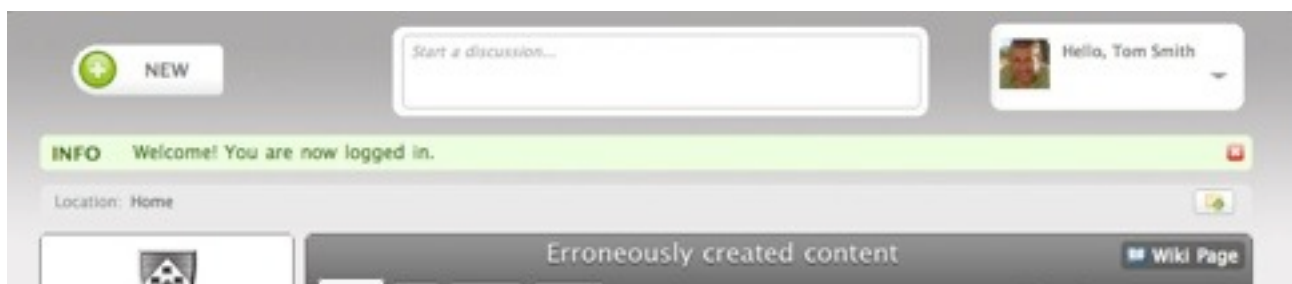 NEW
Start a discussion...
Hello, Tom Smith
INFO Welcome! You are now logged in.
Location: Home
Erroneously created content
Wiki Page